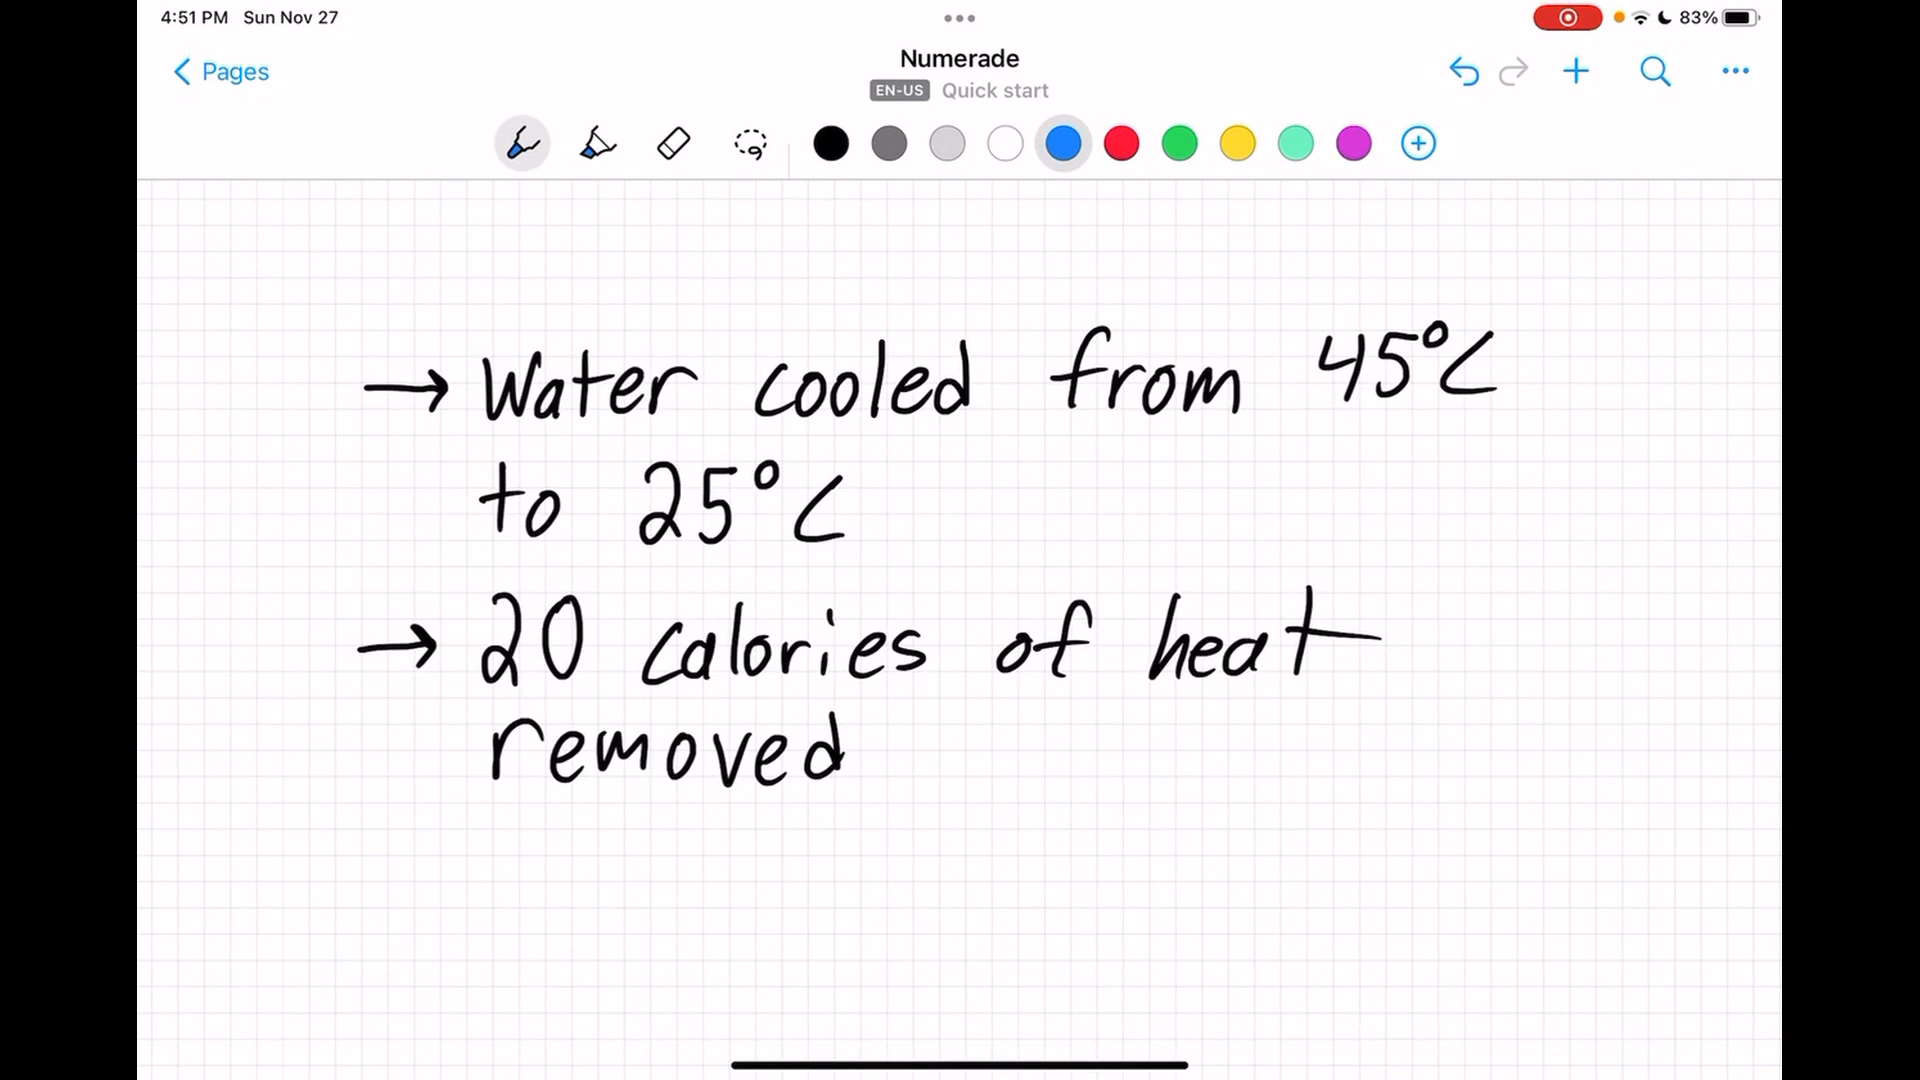 4:51 PM Sun Nov 27
83%
Pages
Numerade
EN-US Quick start
→ Water cooled from 45°C
to 25°C
→ 20 calories of heat
removed